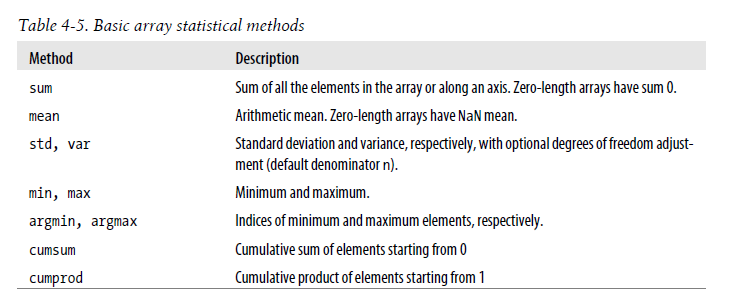 Table 4-5. Basic array statistical methods
Method Description
sum Sum of all the elements in the array or along an axis. Zero-length arrays have sum 0.
mean Arithmetic mean. Zero-length arrays have NaN mean.
std, var Standard deviation and variance, respectively, with optional degrees of freedom adjust-
ment (default denominator n).
min, max Minimum and maximum.
argmin, argmax Indices of minimum and maximum elements, respectively.
cumsum Cumulative sum of elements starting from 0
cumprod Cumulative product of elements starting from 1